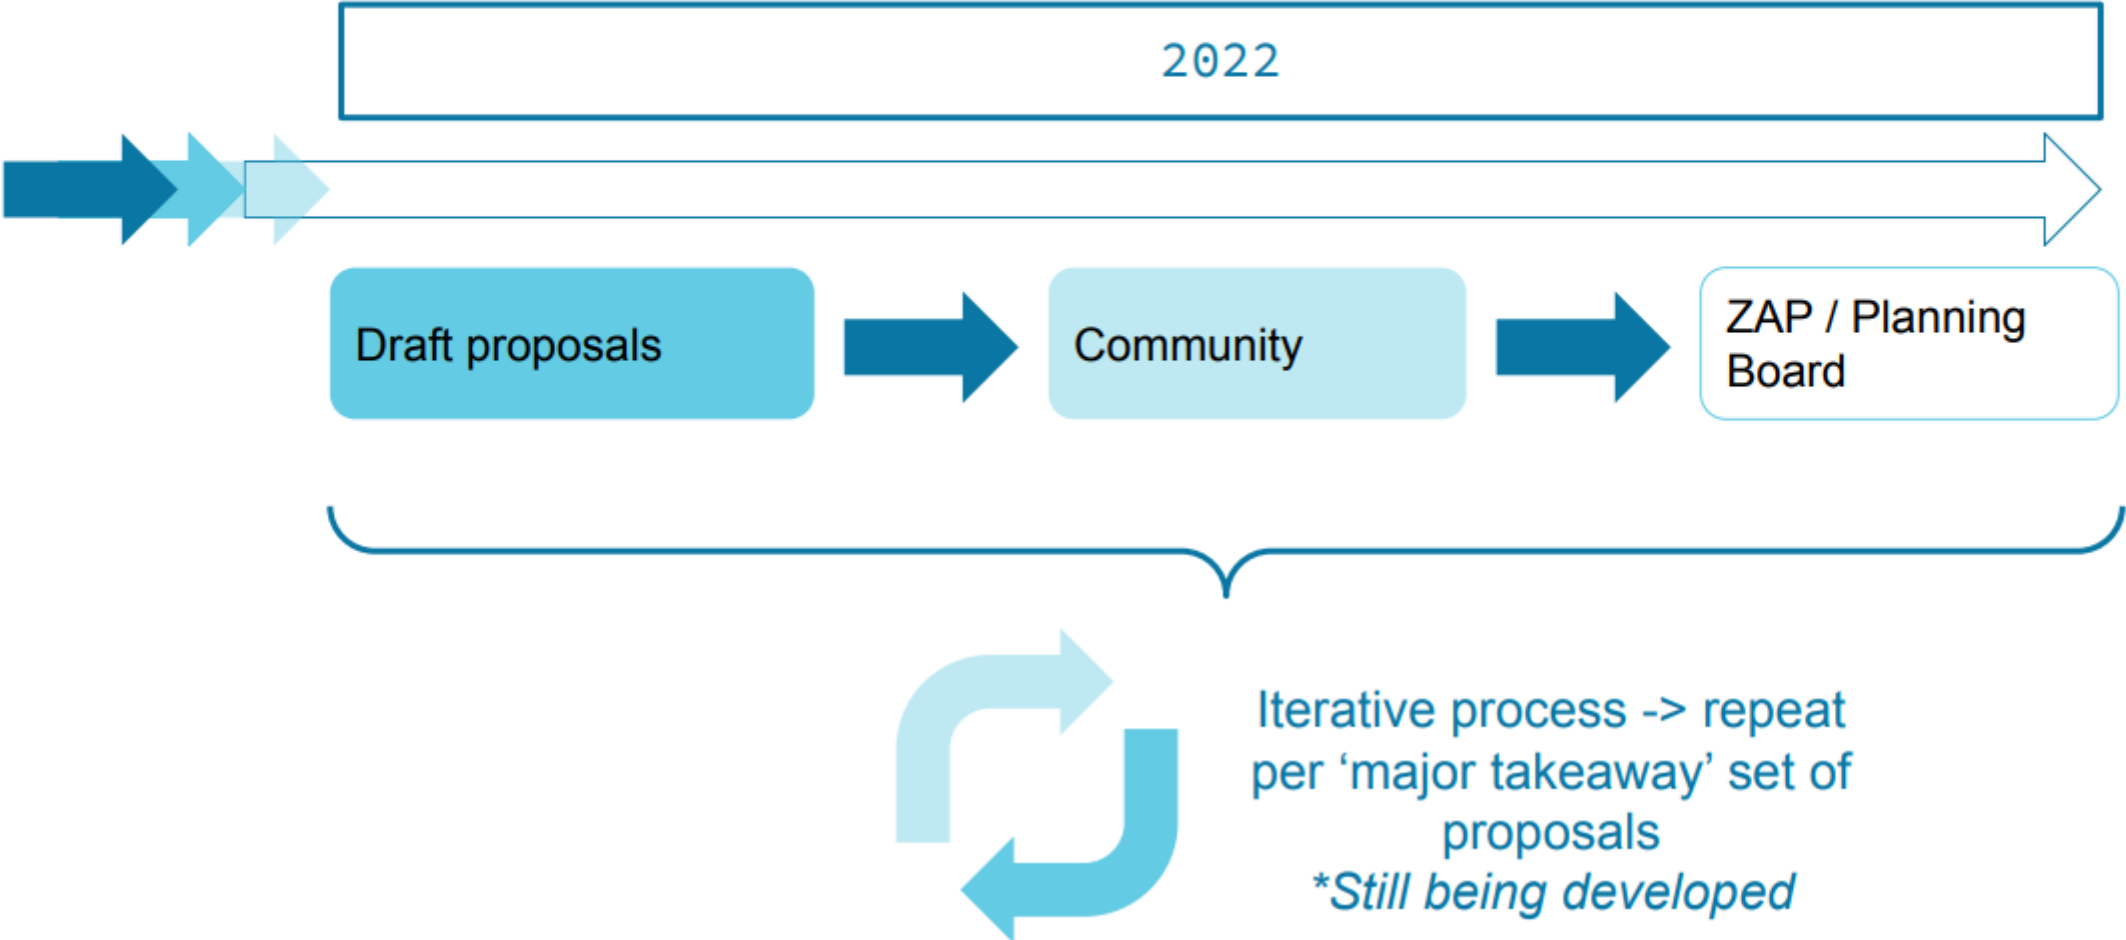 2022
Draft proposals
Community
ZAP / Planning
Board
Iterative process -> repeat
per ‘major takeaway’ set of
proposals
*Still being developed